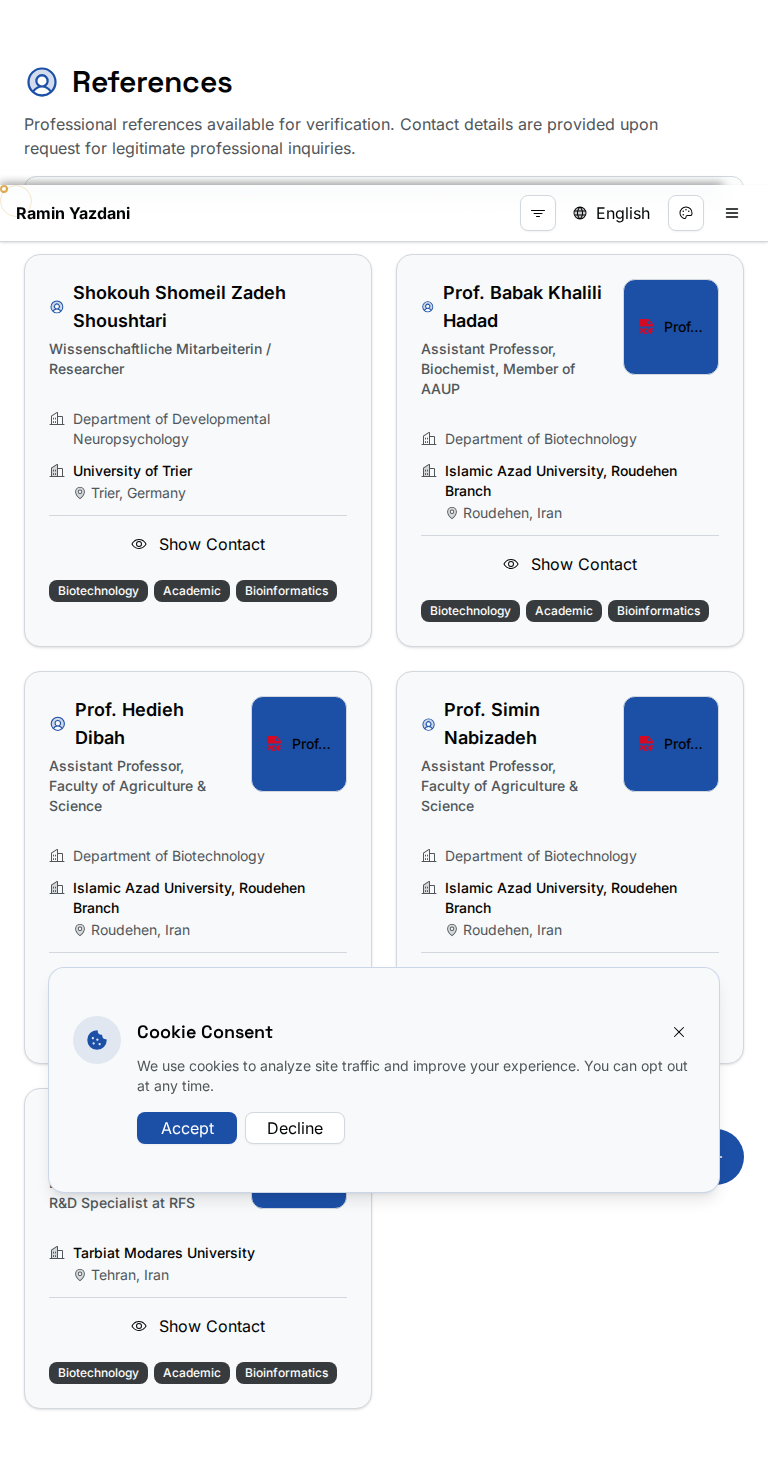 References
Professional references available for verification. Contact details are provided upon
request for legitimate professional inquiries.
Ramin Yazdani
English
Shokouh Shomeil Zadeh
Shoushtari
Wissenschaftliche Mitarbeiterin /
Researcher
Department of Developmental
Neuropsychology
University of Trier
Trier, Germany
Show Contact
Biotechnology Academic Bioinformatics
Prof. Babak Khalili
Hadad
Prof...
Assistant Professor,
Biochemist, Member of
AAUP
Department of Biotechnology
Islamic Azad University, Roudehen
Branch
Roudehen, Iran
Show Contact
Biotechnology Academic Bioinformatics
Prof. Hedieh
Dibah
Prof...
Assistant Professor,
Faculty of Agriculture &
Science
Department of Biotechnology
Islamic Azad University, Roudehen
Branch
Roudehen, Iran
Prof. Simin
Nabizadeh
Prof...
Assistant Professor,
Faculty of Agriculture &
Science
Department of Biotechnology
Islamic Azad University, Roudehen
Branch
Roudehen, Iran
Cookie Consent
We use cookies to analyze site traffic and improve your experience. You can opt out
at any time.
Accept
Decline
R&D Specialist at RFS
Tarbiat Modares University
Tehran, Iran
Show Contact
Biotechnology Academic Bioinformatics